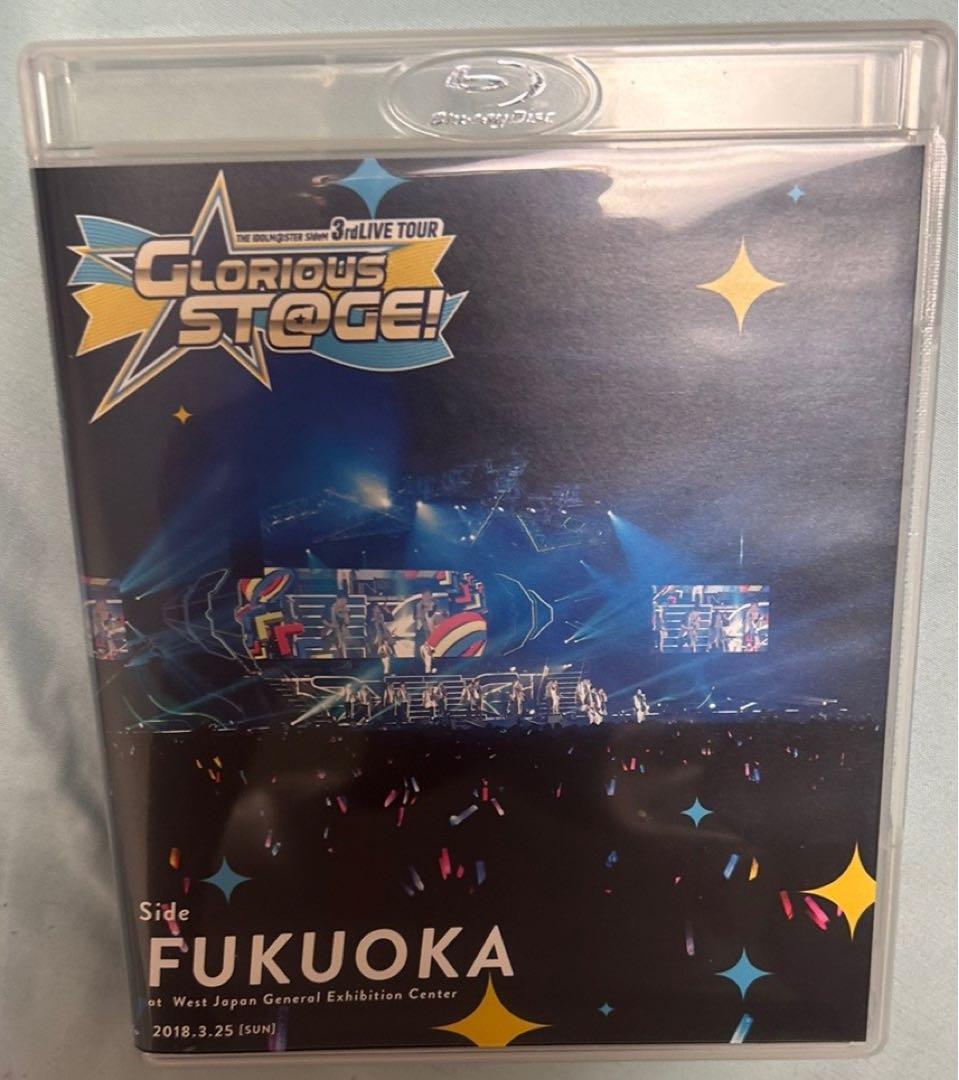 Blu-ray Disc
THE IDOLM@STER SideM 3rdLIVE TOUR
GLORIOUS
ST@GE!
Side
FUKUOKA
at West Japan General Exhibition Center
2018.3.25 [SUN]